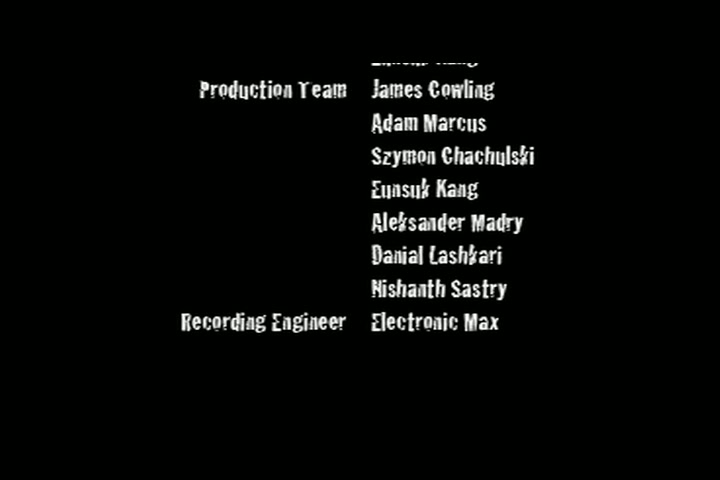 Production Team James Cowling
Adam Marcus
Szymon Chachulski
Eunsuk Kang
Aleksander Madry
Danial Lashkari
Nishanth Sastry
Recording Engineer Electronic Max